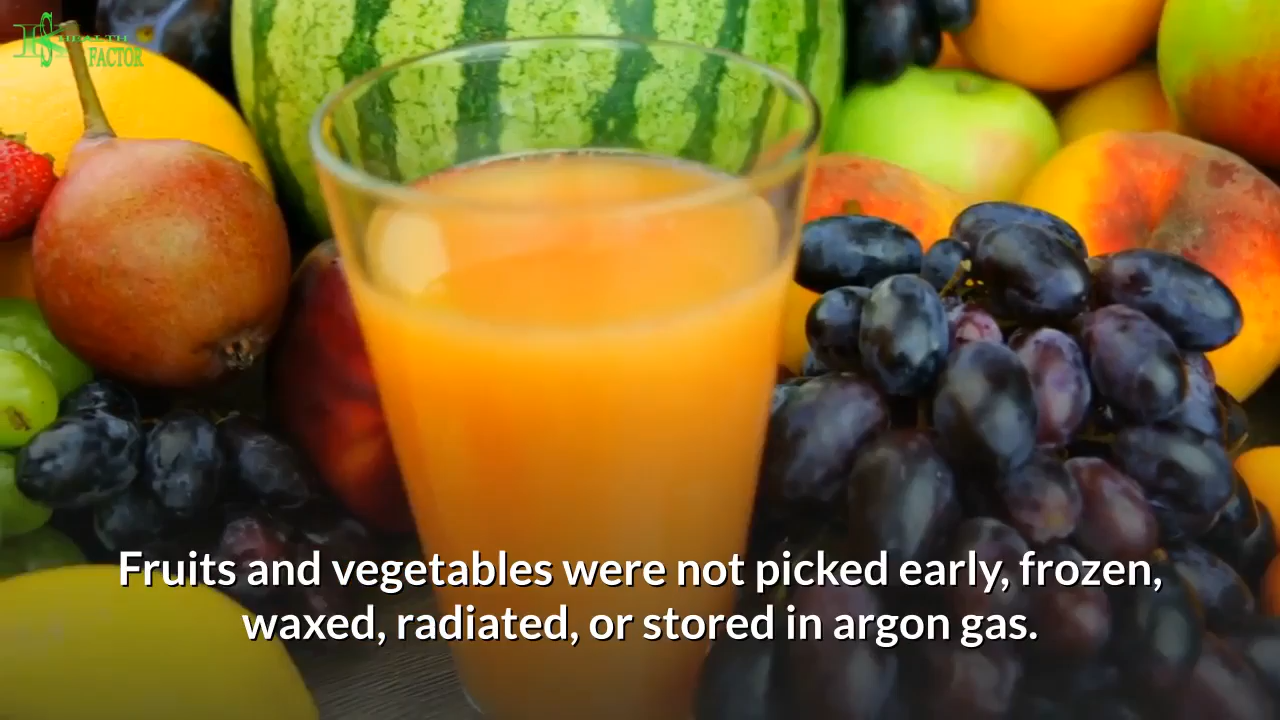 HEALTH
FACTOR
Fruits and vegetables were not picked early, frozen,
waxed, radiated, or stored in argon gas.